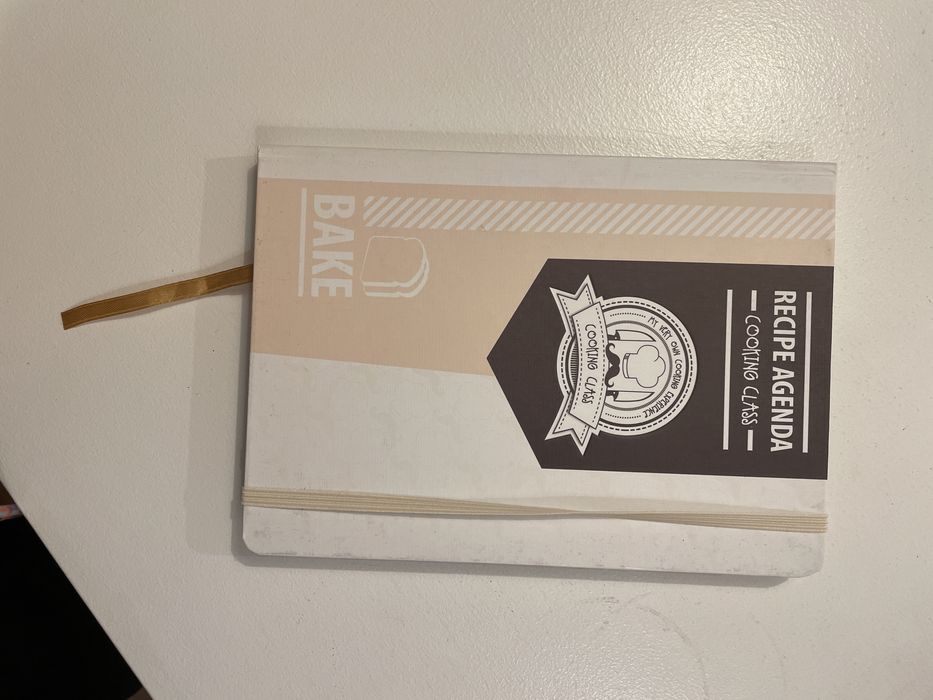 RECIPE AGENDA
COOKING CLASS
MY VERY OWN COOKING EXPERIENCE
COOKING CLASS
BAKE